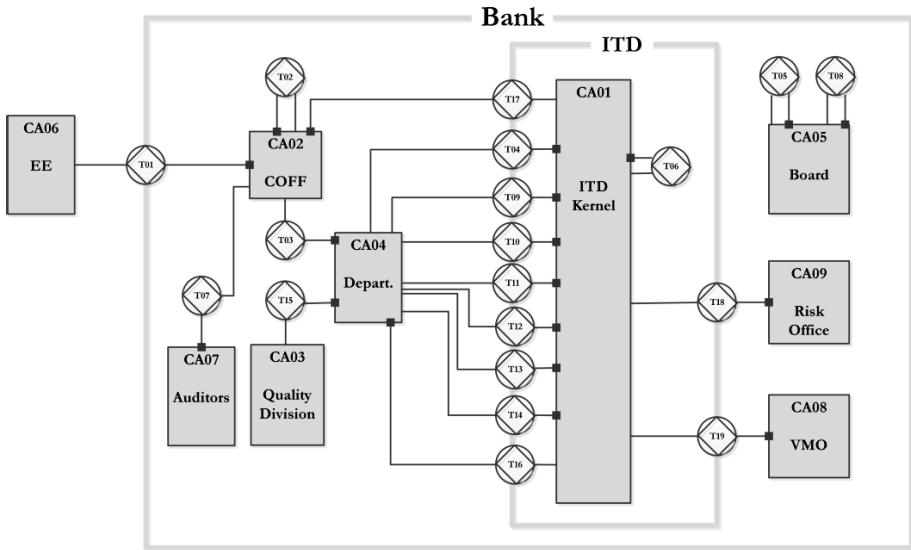 Bank
ITD
T02
T17
CA01
T05
T08
CA06
EE
T01
CA02
COFF
T04
T06
ITD
Kernel
CA05
Board
T09
T03
CA04
Depart.
T10
T11
T07
T15
T12
T18
CA09
Risk
Office
CA07
Auditors
CA03
Quality
Division
T13
T14
T16
T19
CA08
VMO